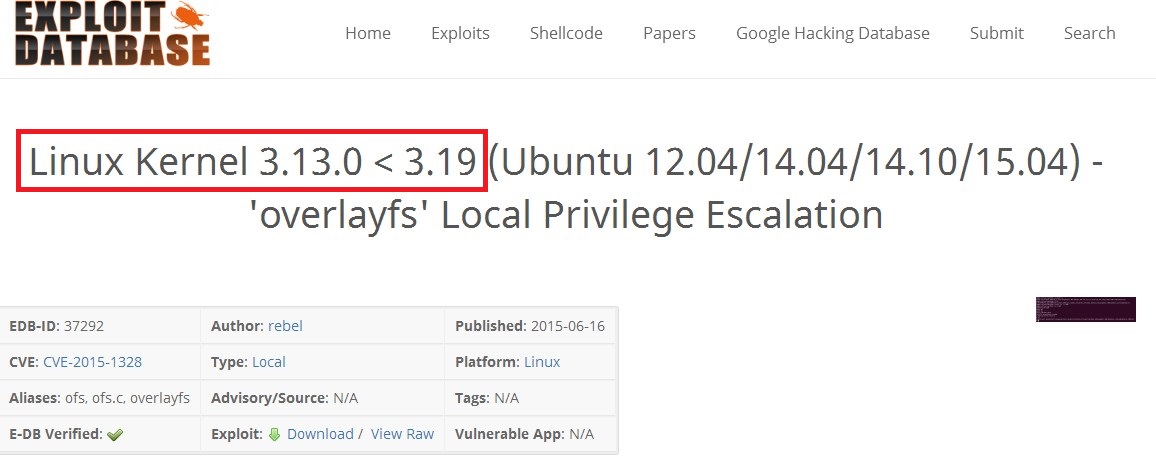 EXPLOIT
DATABASE
Home Exploits Shellcode Papers Google Hacking Database Submit Search
Linux Kernel 3.13.0 < 3.19 (Ubuntu 12.04/14.04/14.10/15.04) -
'overlayfs' Local Privilege Escalation
EDB-ID: 37292 Author: rebel Published: 2015-06-16
CVE: CVE-2015-1328 Type: Local Platform: Linux
Aliases: ofs, ofs.c, overlayfs Advisory/Source: N/A Tags: N/A
E-DB Verified: Exploit: Download / View Raw Vulnerable App: N/A